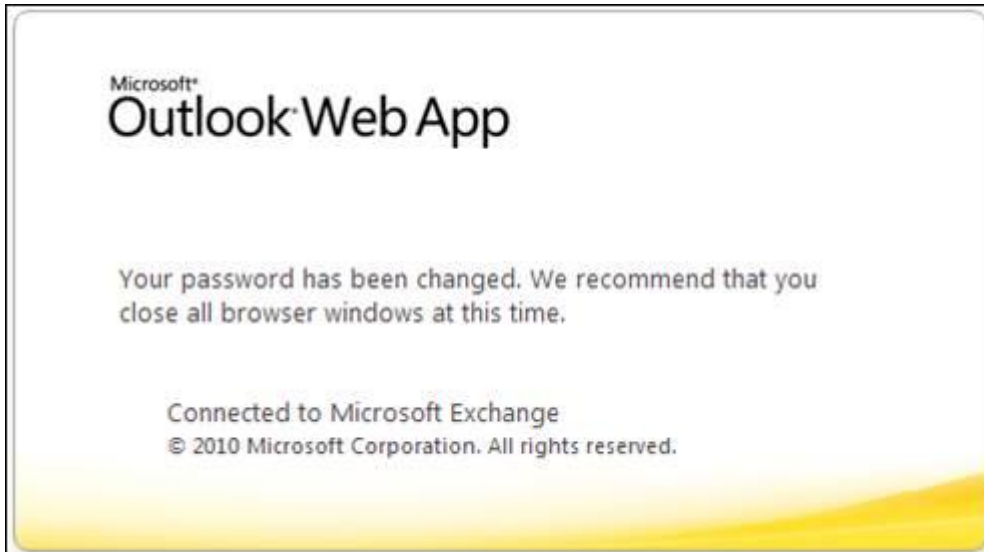 Microsoft®
Outlook® Web App
Your password has been changed. We recommend that you
close all browser windows at this time.
Connected to Microsoft Exchange
© 2010 Microsoft Corporation. All rights reserved.